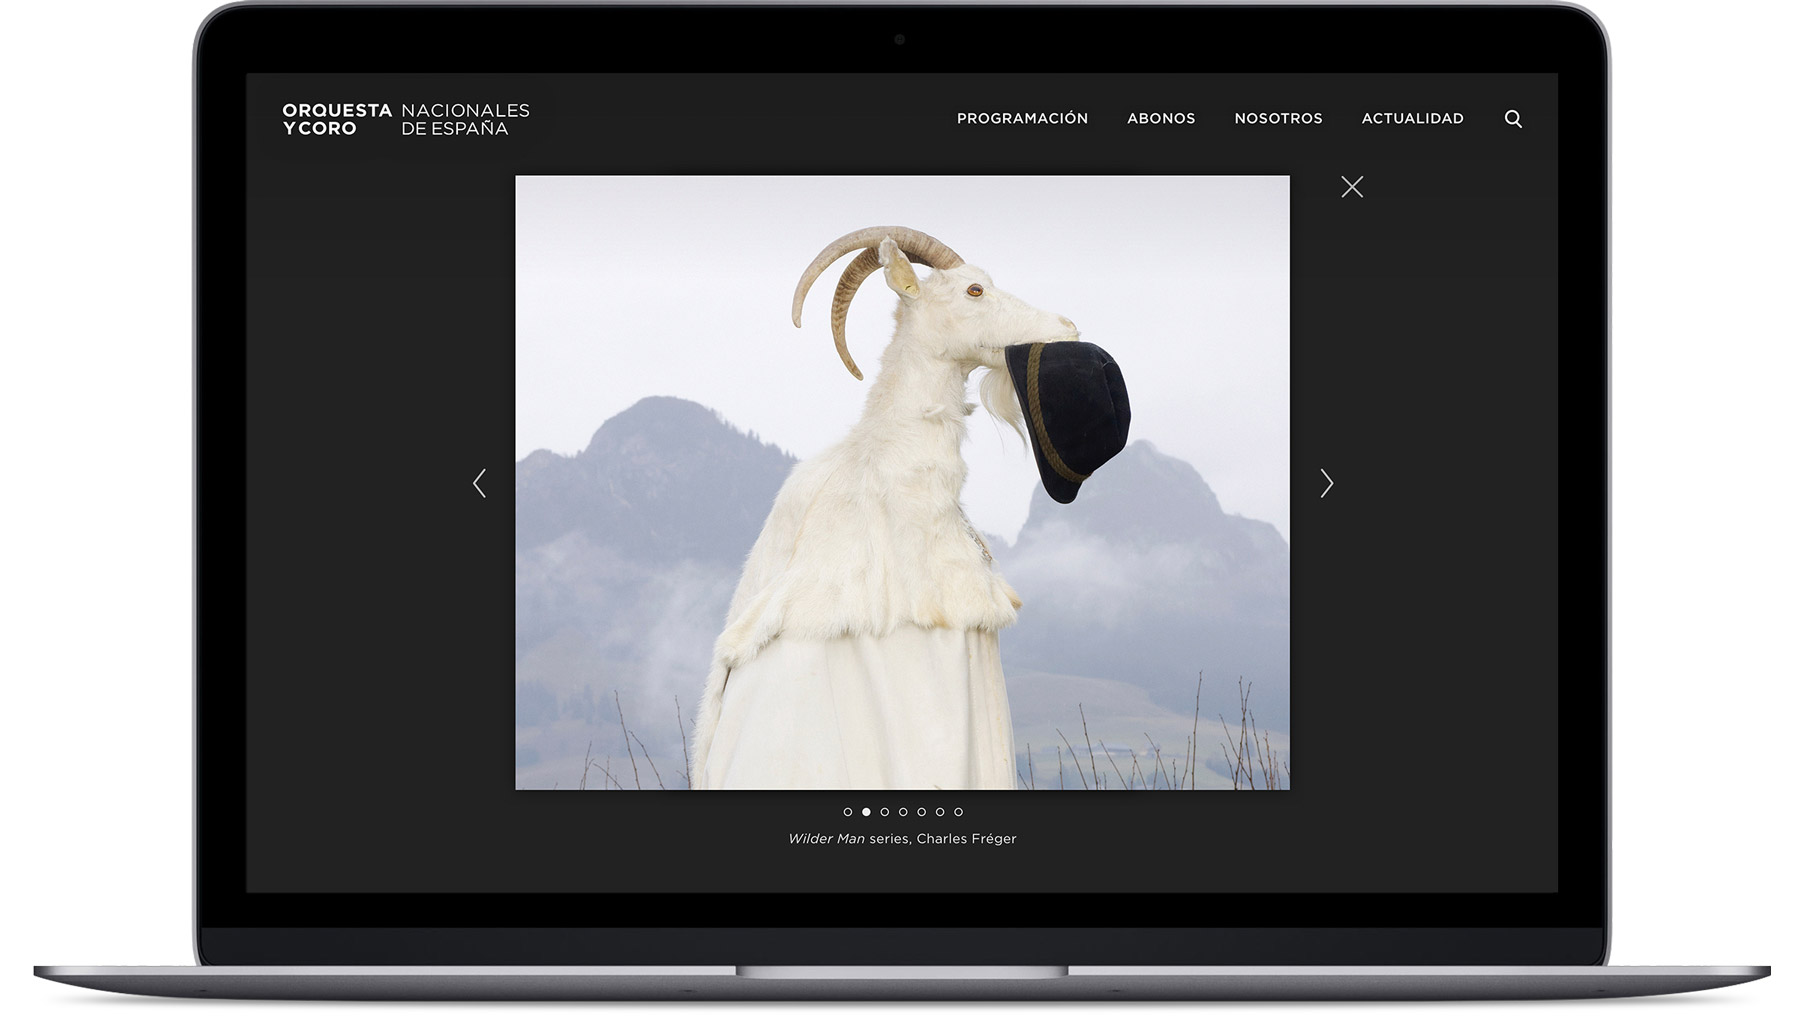 ORQUESTA NACIONALES
Y CORO DE ESPAÑA
PROGRAMACIÓN ABONOS NOSOTROS ACTUALIDAD
Wilder Man series, Charles Fréger